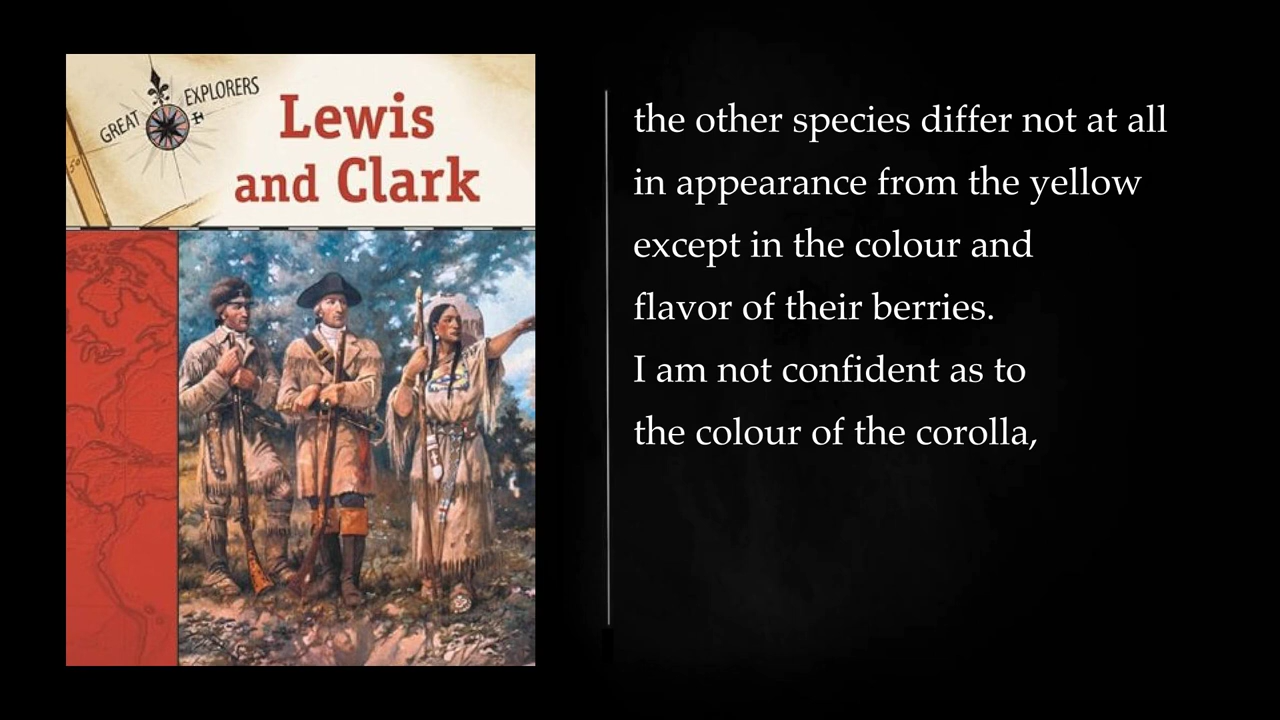 GREAT EXPLORERS
Lewis
and Clark
50
the other species differ not at all
in appearance from the yellow
except in the colour and
flavor of their berries.
I am not confident as to
the colour of the corolla,